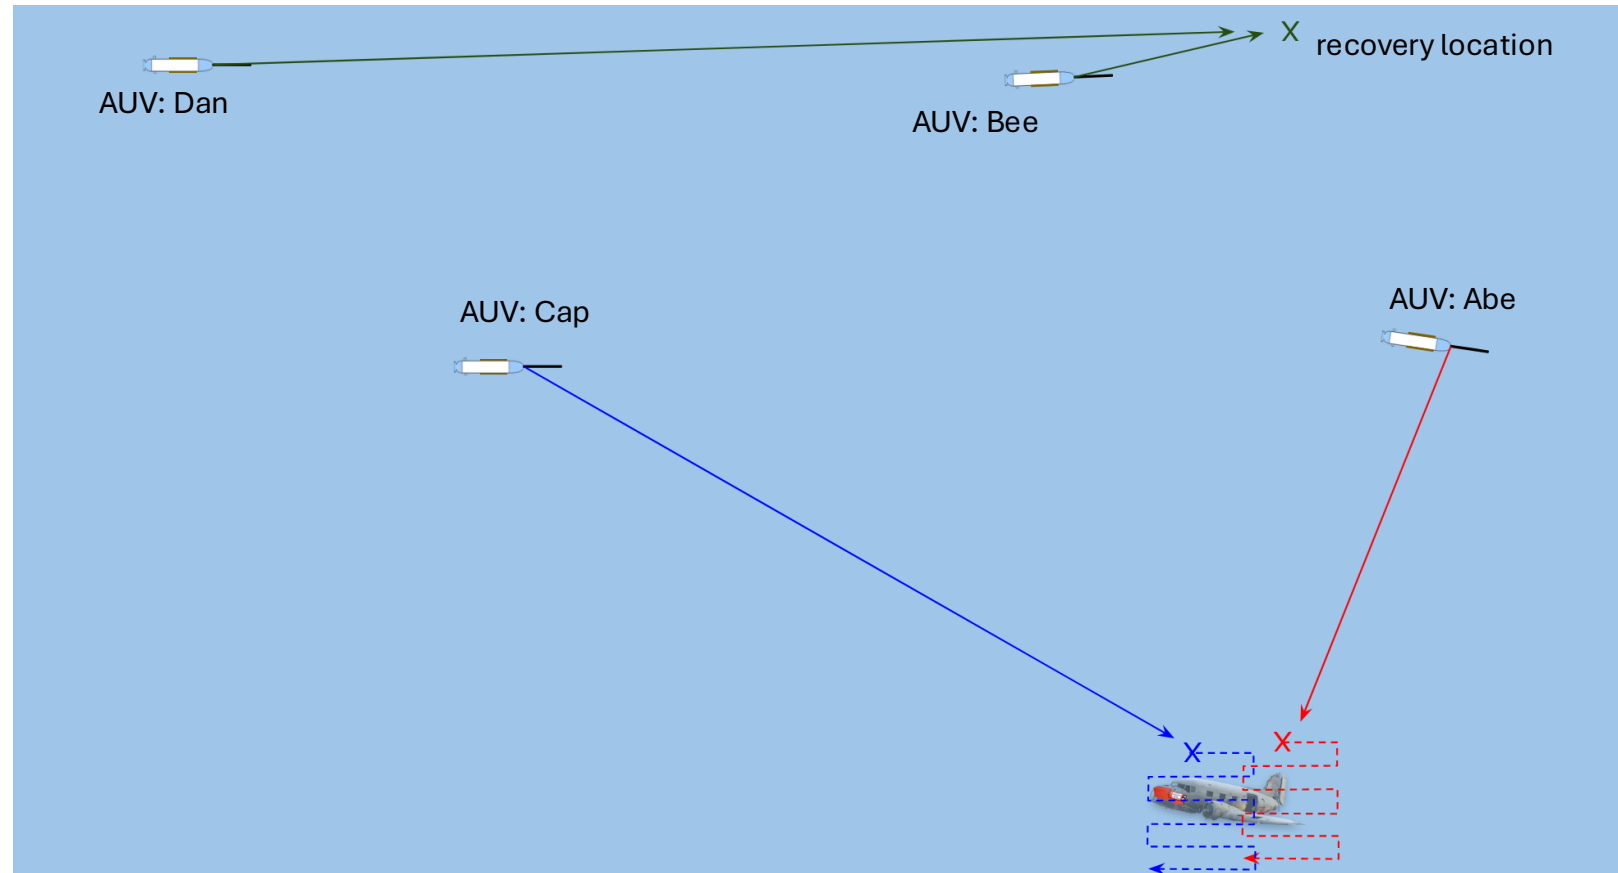 X recovery location
AUV: Dan
AUV: Bee
AUV: Cap
AUV: Abe
X
X